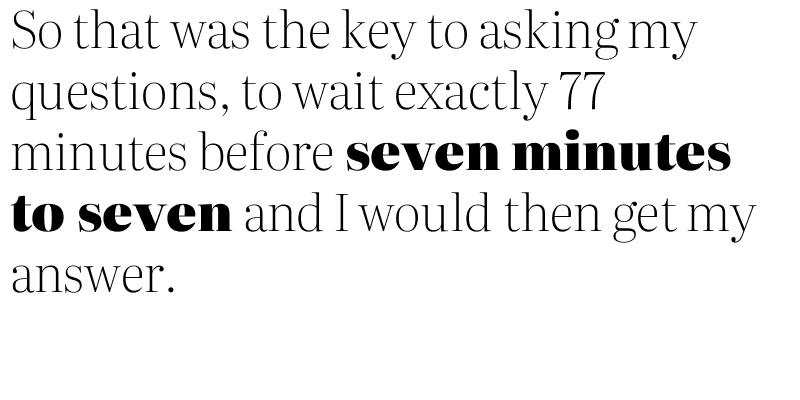 So that was the key to asking my
questions, to wait exactly 77
minutes before seven minutes
to seven and I would then get my
answer.